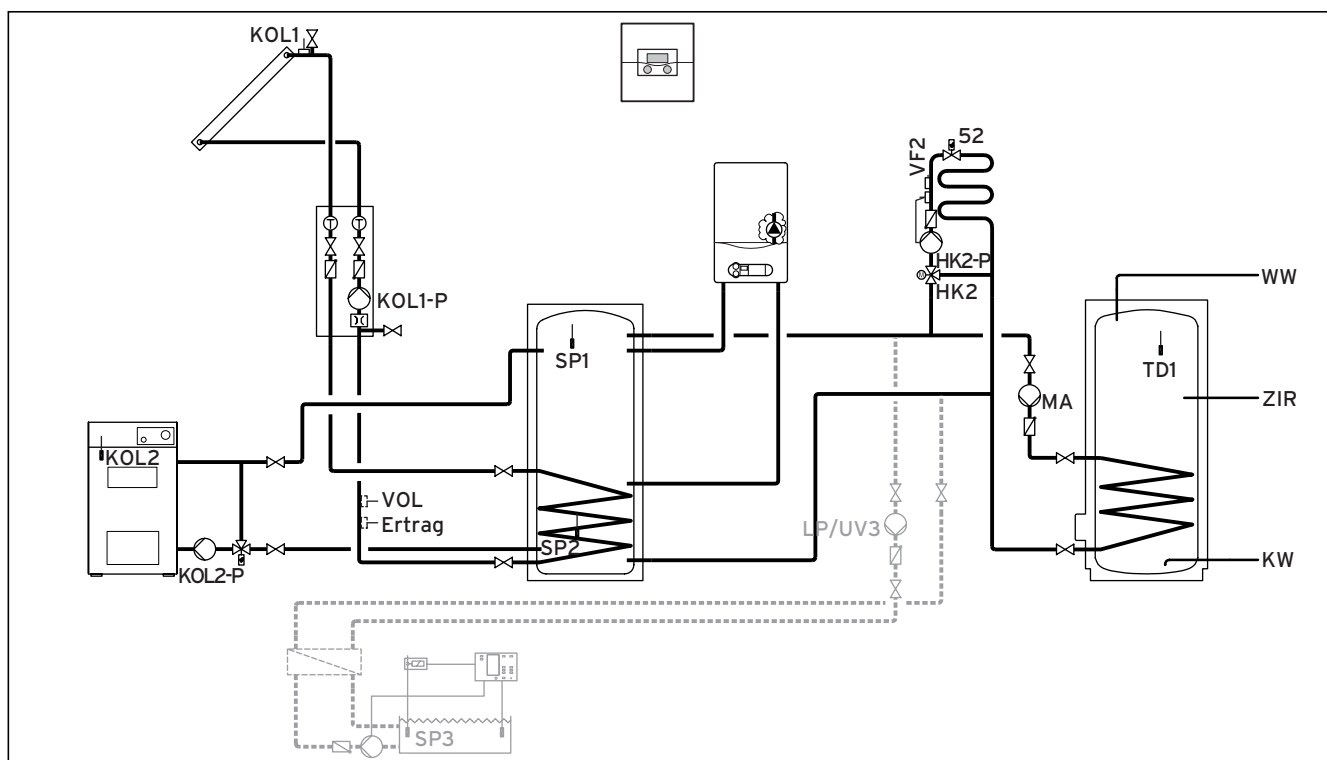 KOL1
52
VF2
HK2-P
HK2
WW
KOL1-P
SP1
TD1
MA
ZIR
KOL2
VOL
Ertrag
LP/UV3
SP2
KOL2-P
KW
SP3